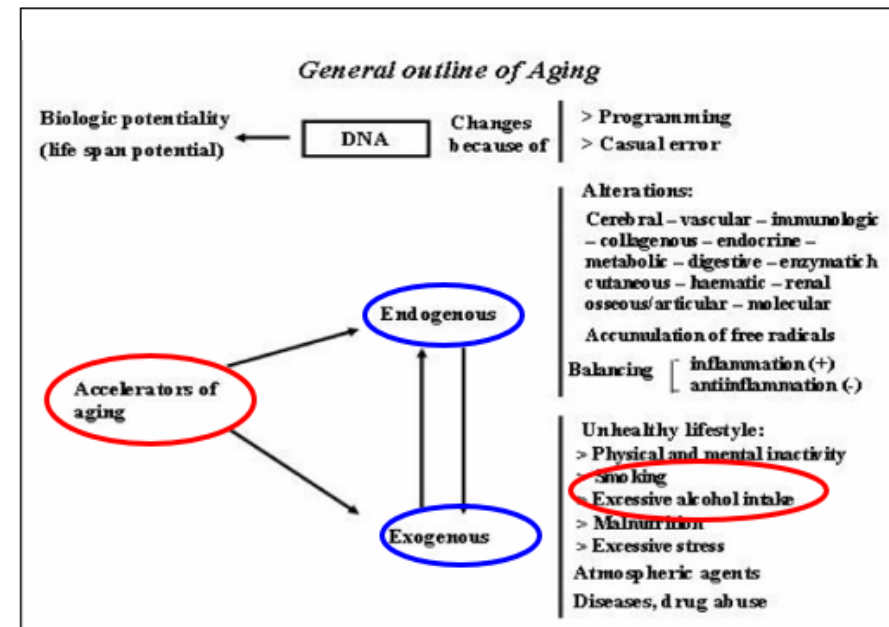 General outline of Aging
Biologic potentiality
(life span potential)
DNA
Changes
because of
> Programming
> Casual error
Alterations:
Cerebral – vascular – immunologic
– collagenous – endocrine –
metabolic – digestive – enzymatich
cutaneous – haematic – renal
osseous/articular – molecular
Accumulation of free radicals
Balancing
inflammation (+)
antiinflammation (-)
Endogenous
Accelerators of
aging
Exogenous
Unhealthy lifestyle:
> Physical and mental inactivity
> Smoking
> Excessive alcohol intake
> Malnutrition
> Excessive stress
Atmospheric agents
Diseases, drug abuse